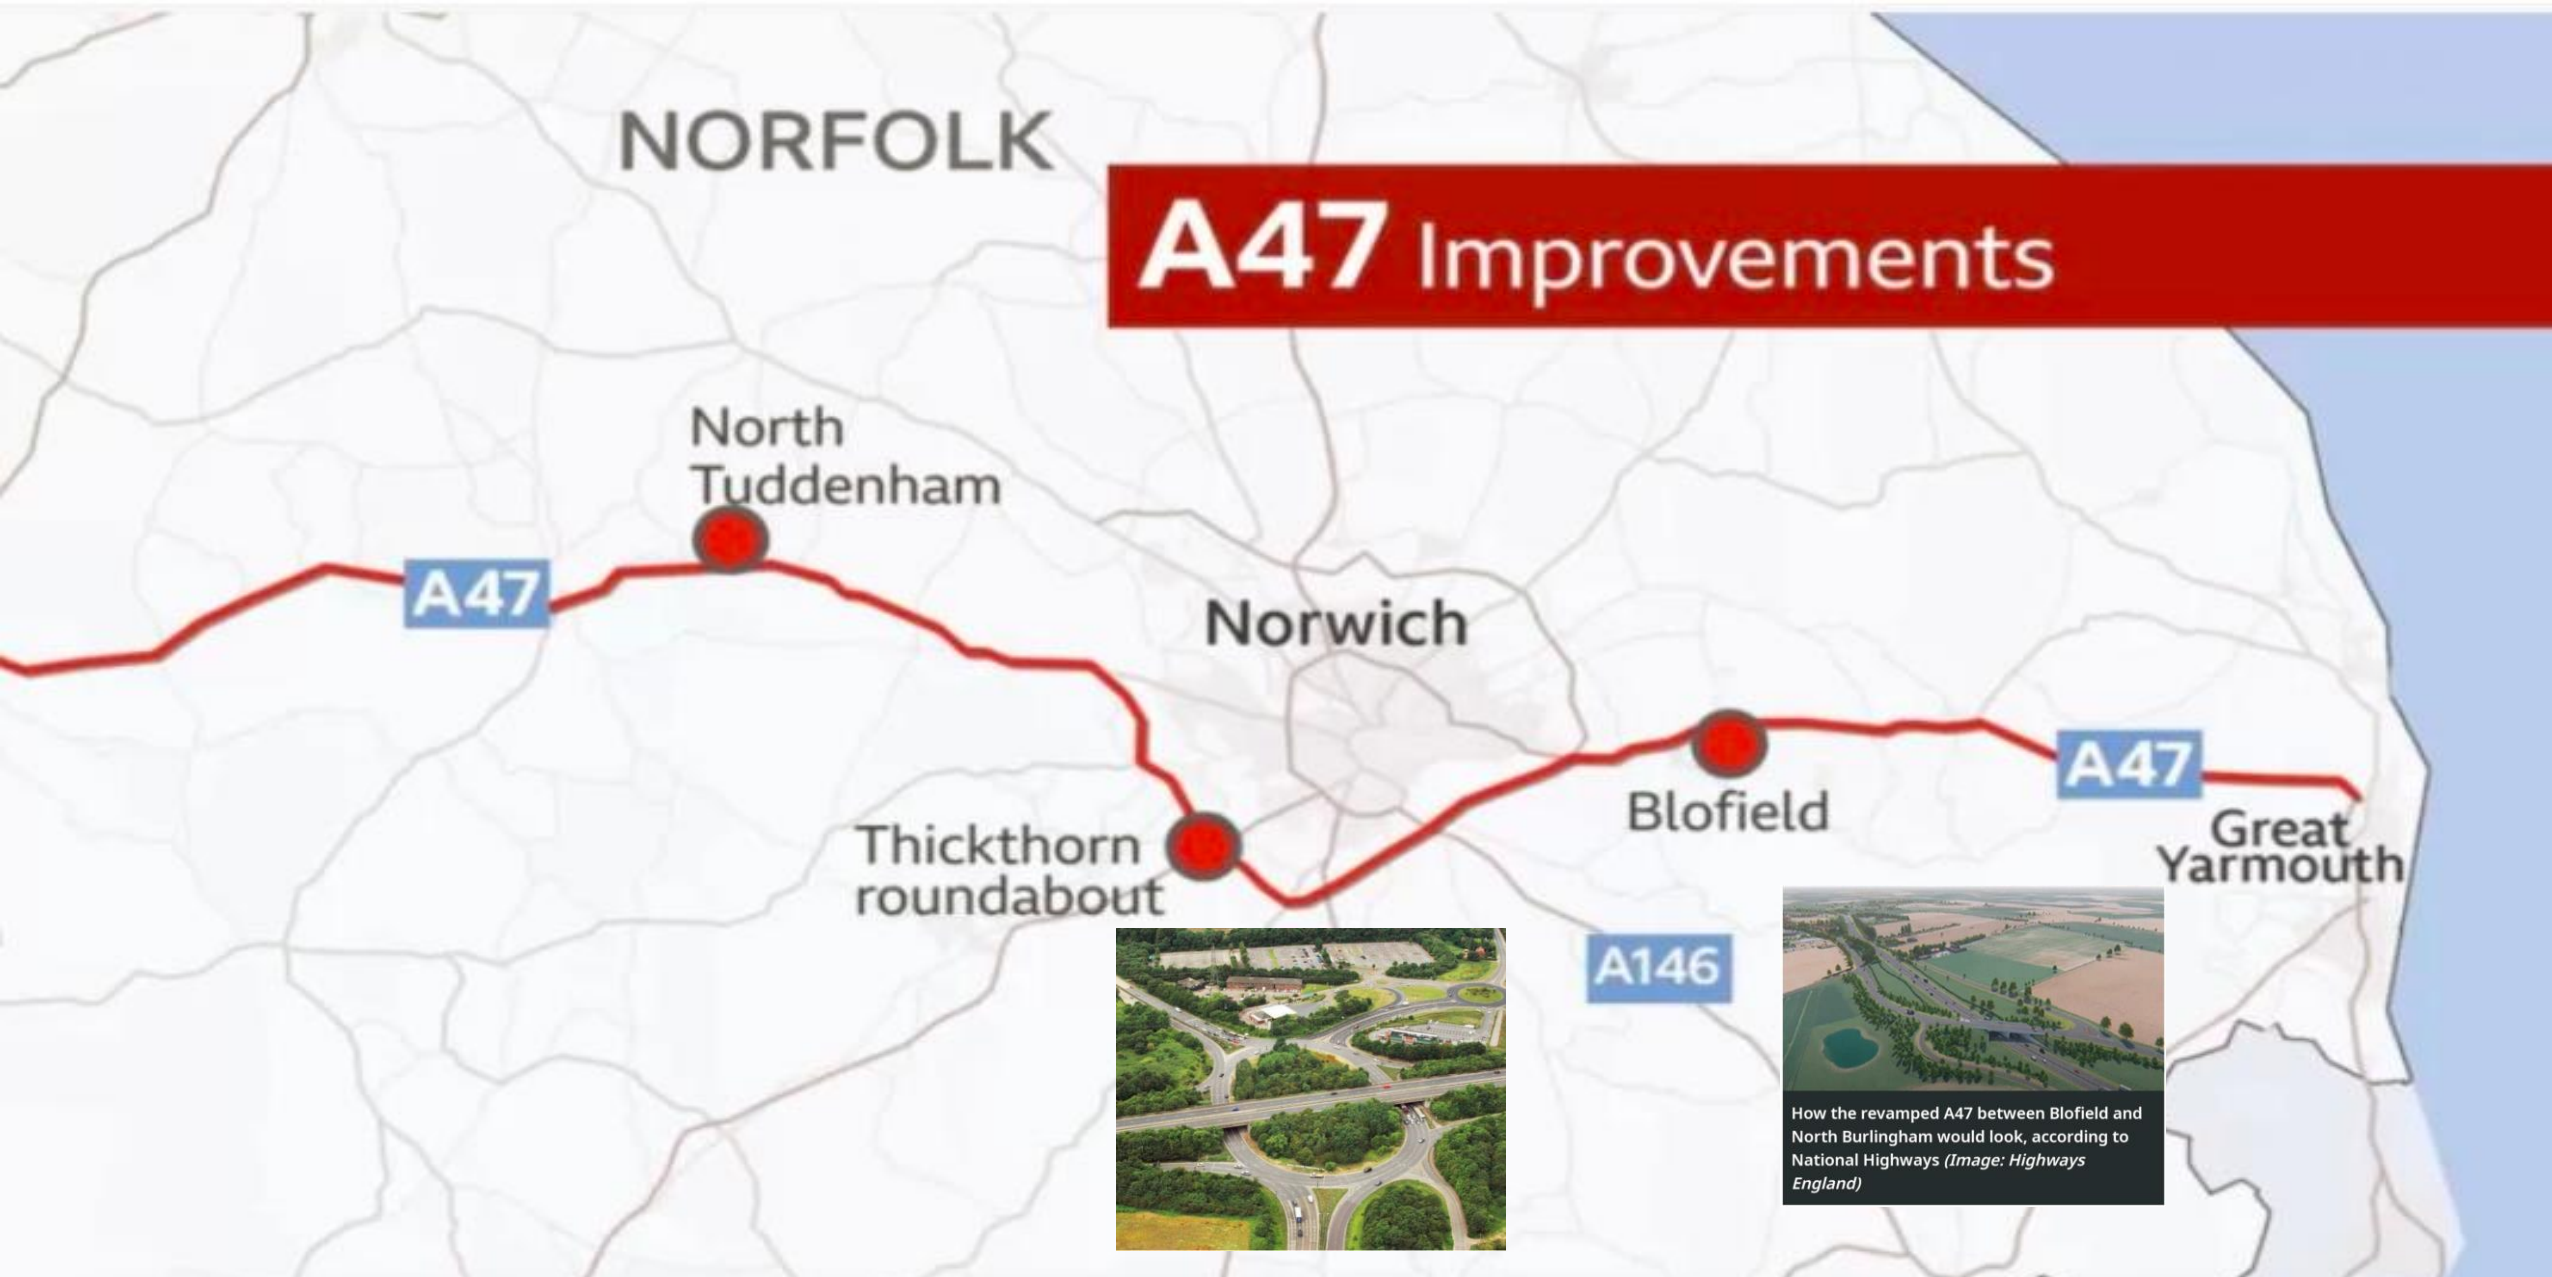 NORFOLK
A47 Improvements
North
Tuddenham
A47
Norwich
Blofield
A47
Great
Yarmouth
Thickthorn
roundabout
A146
How the revamped A47 between Blofield and
North Burlingham would look, according to
National Highways (Image: Highways
England)